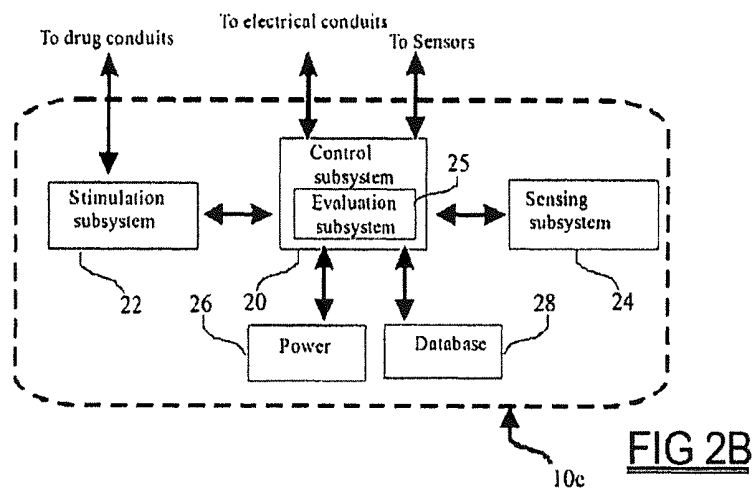 To drug conduits
To electrical conduits
To Sensors
Control
subsystem
25
Evaluation
subsystem
Stimulation
subsystem
Sensing
subsystem
22
26
20
28
24
Power
Database
10c
FIG 2B